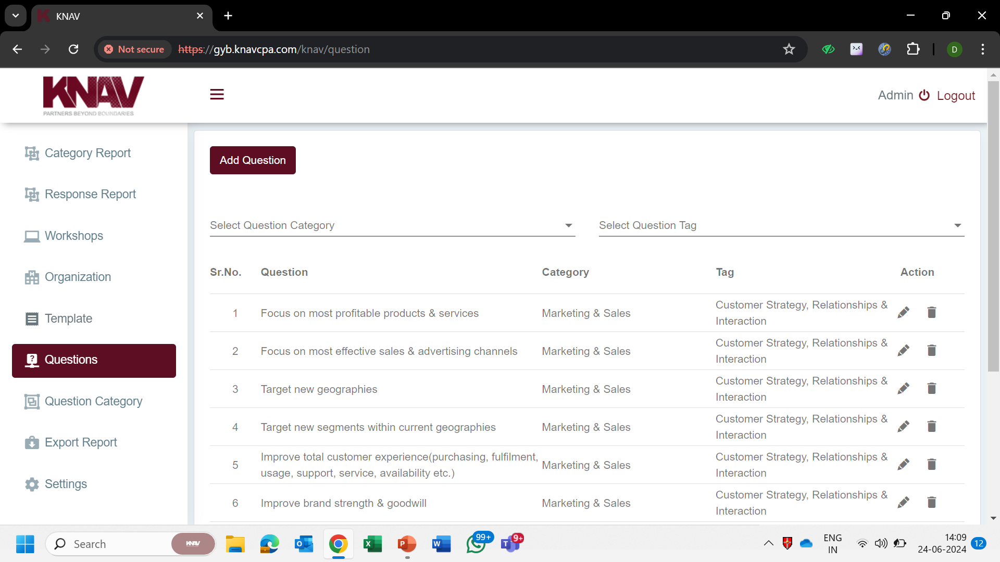 KNAV
Not secure
https://gyb.knavcpa.com/knav/question
D
KNAV
PARTNERS BEYOND BOUNDARIES
Admin Logout
Category Report
Response Report
Workshops
Organization
Template
Questions
Question Category
Export Report
Settings
Add Question
Select Question Category
Select Question Tag
Sr.No. Question Category Tag Action
1 Focus on most profitable products & services Marketing & Sales Customer Strategy, Relationships &
Interaction
2 Focus on most effective sales & advertising channels Marketing & Sales Customer Strategy, Relationships &
Interaction
3 Target new geographies Marketing & Sales Customer Strategy, Relationships &
Interaction
4 Target new segments within current geographies Marketing & Sales Customer Strategy, Relationships &
Interaction
5 Improve total customer experience(purchasing, fulfilment,
usage, support, service, availability etc.) Marketing & Sales Customer Strategy, Relationships &
Interaction
6 Improve brand strength & goodwill Marketing & Sales Customer Strategy, Relationships &
Interaction
Search
KNAV
99+
9+
ENG
IN
14:09
24-06-2024
12